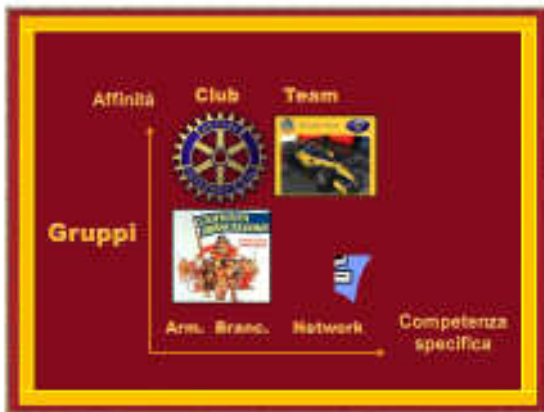 Affinità
Club Team
Gruppi
Arm. Branc. Network
Competenza
specifica